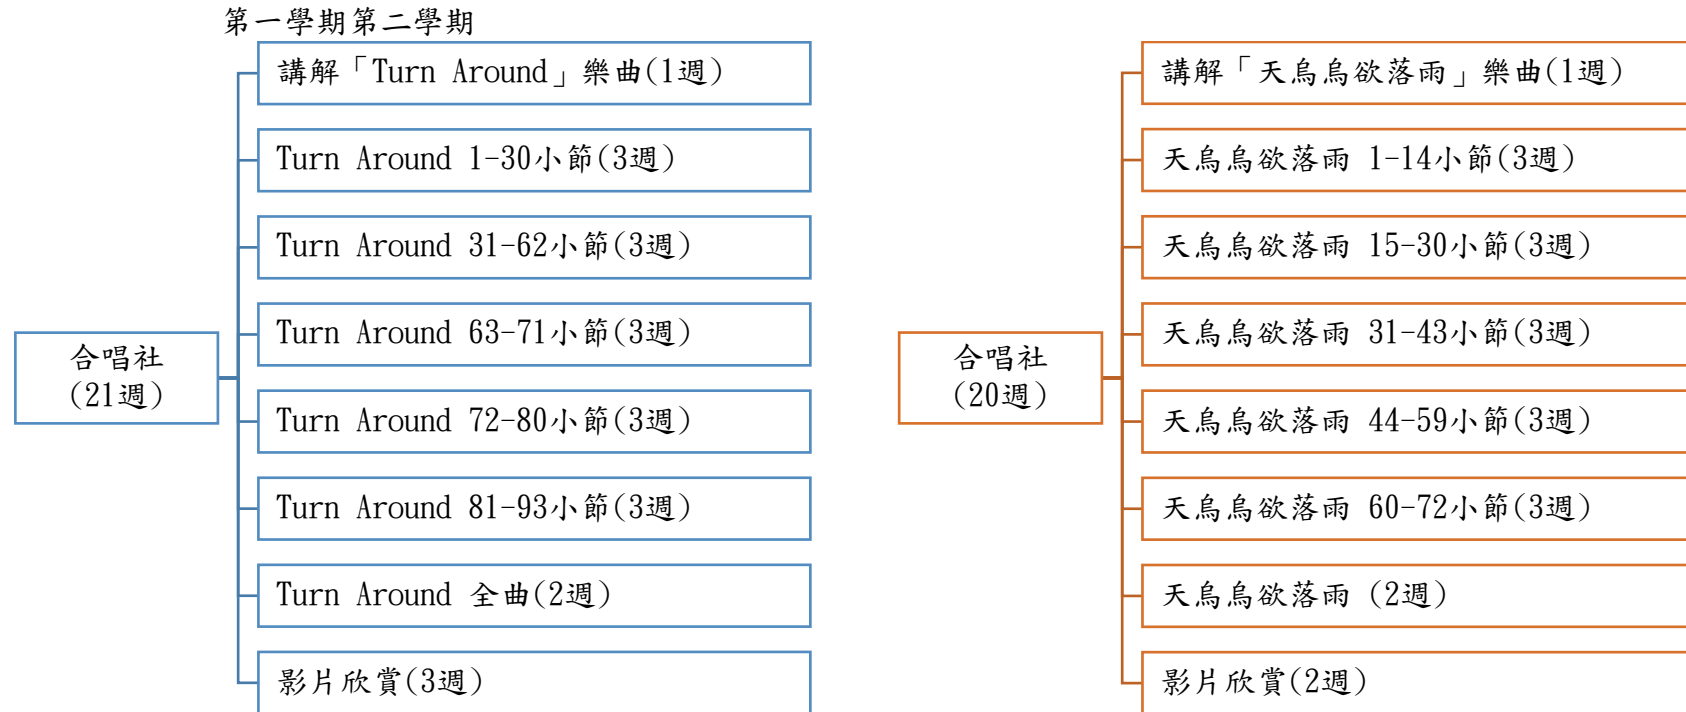 第一學期第二學期
講解「Turn Around」樂曲(1週)
Turn Around 1-30小節(3週)
Turn Around 31-62小節(3週)
Turn Around 63-71小節(3週)
合唱社
(21週)
Turn Around 72-80小節(3週)
Turn Around 81-93小節(3週)
Turn Around 全曲(2週)
影片欣賞(3週)
講解「天烏烏欲落雨」樂曲(1週)
天烏烏欲落雨 1-14小節(3週)
天烏烏欲落雨 15-30小節(3週)
天烏烏欲落雨 31-43小節(3週)
合唱社
(20週)
天烏烏欲落雨 44-59小節(3週)
天烏烏欲落雨 60-72小節(3週)
天烏烏欲落雨 (2週)
影片欣賞(2週)